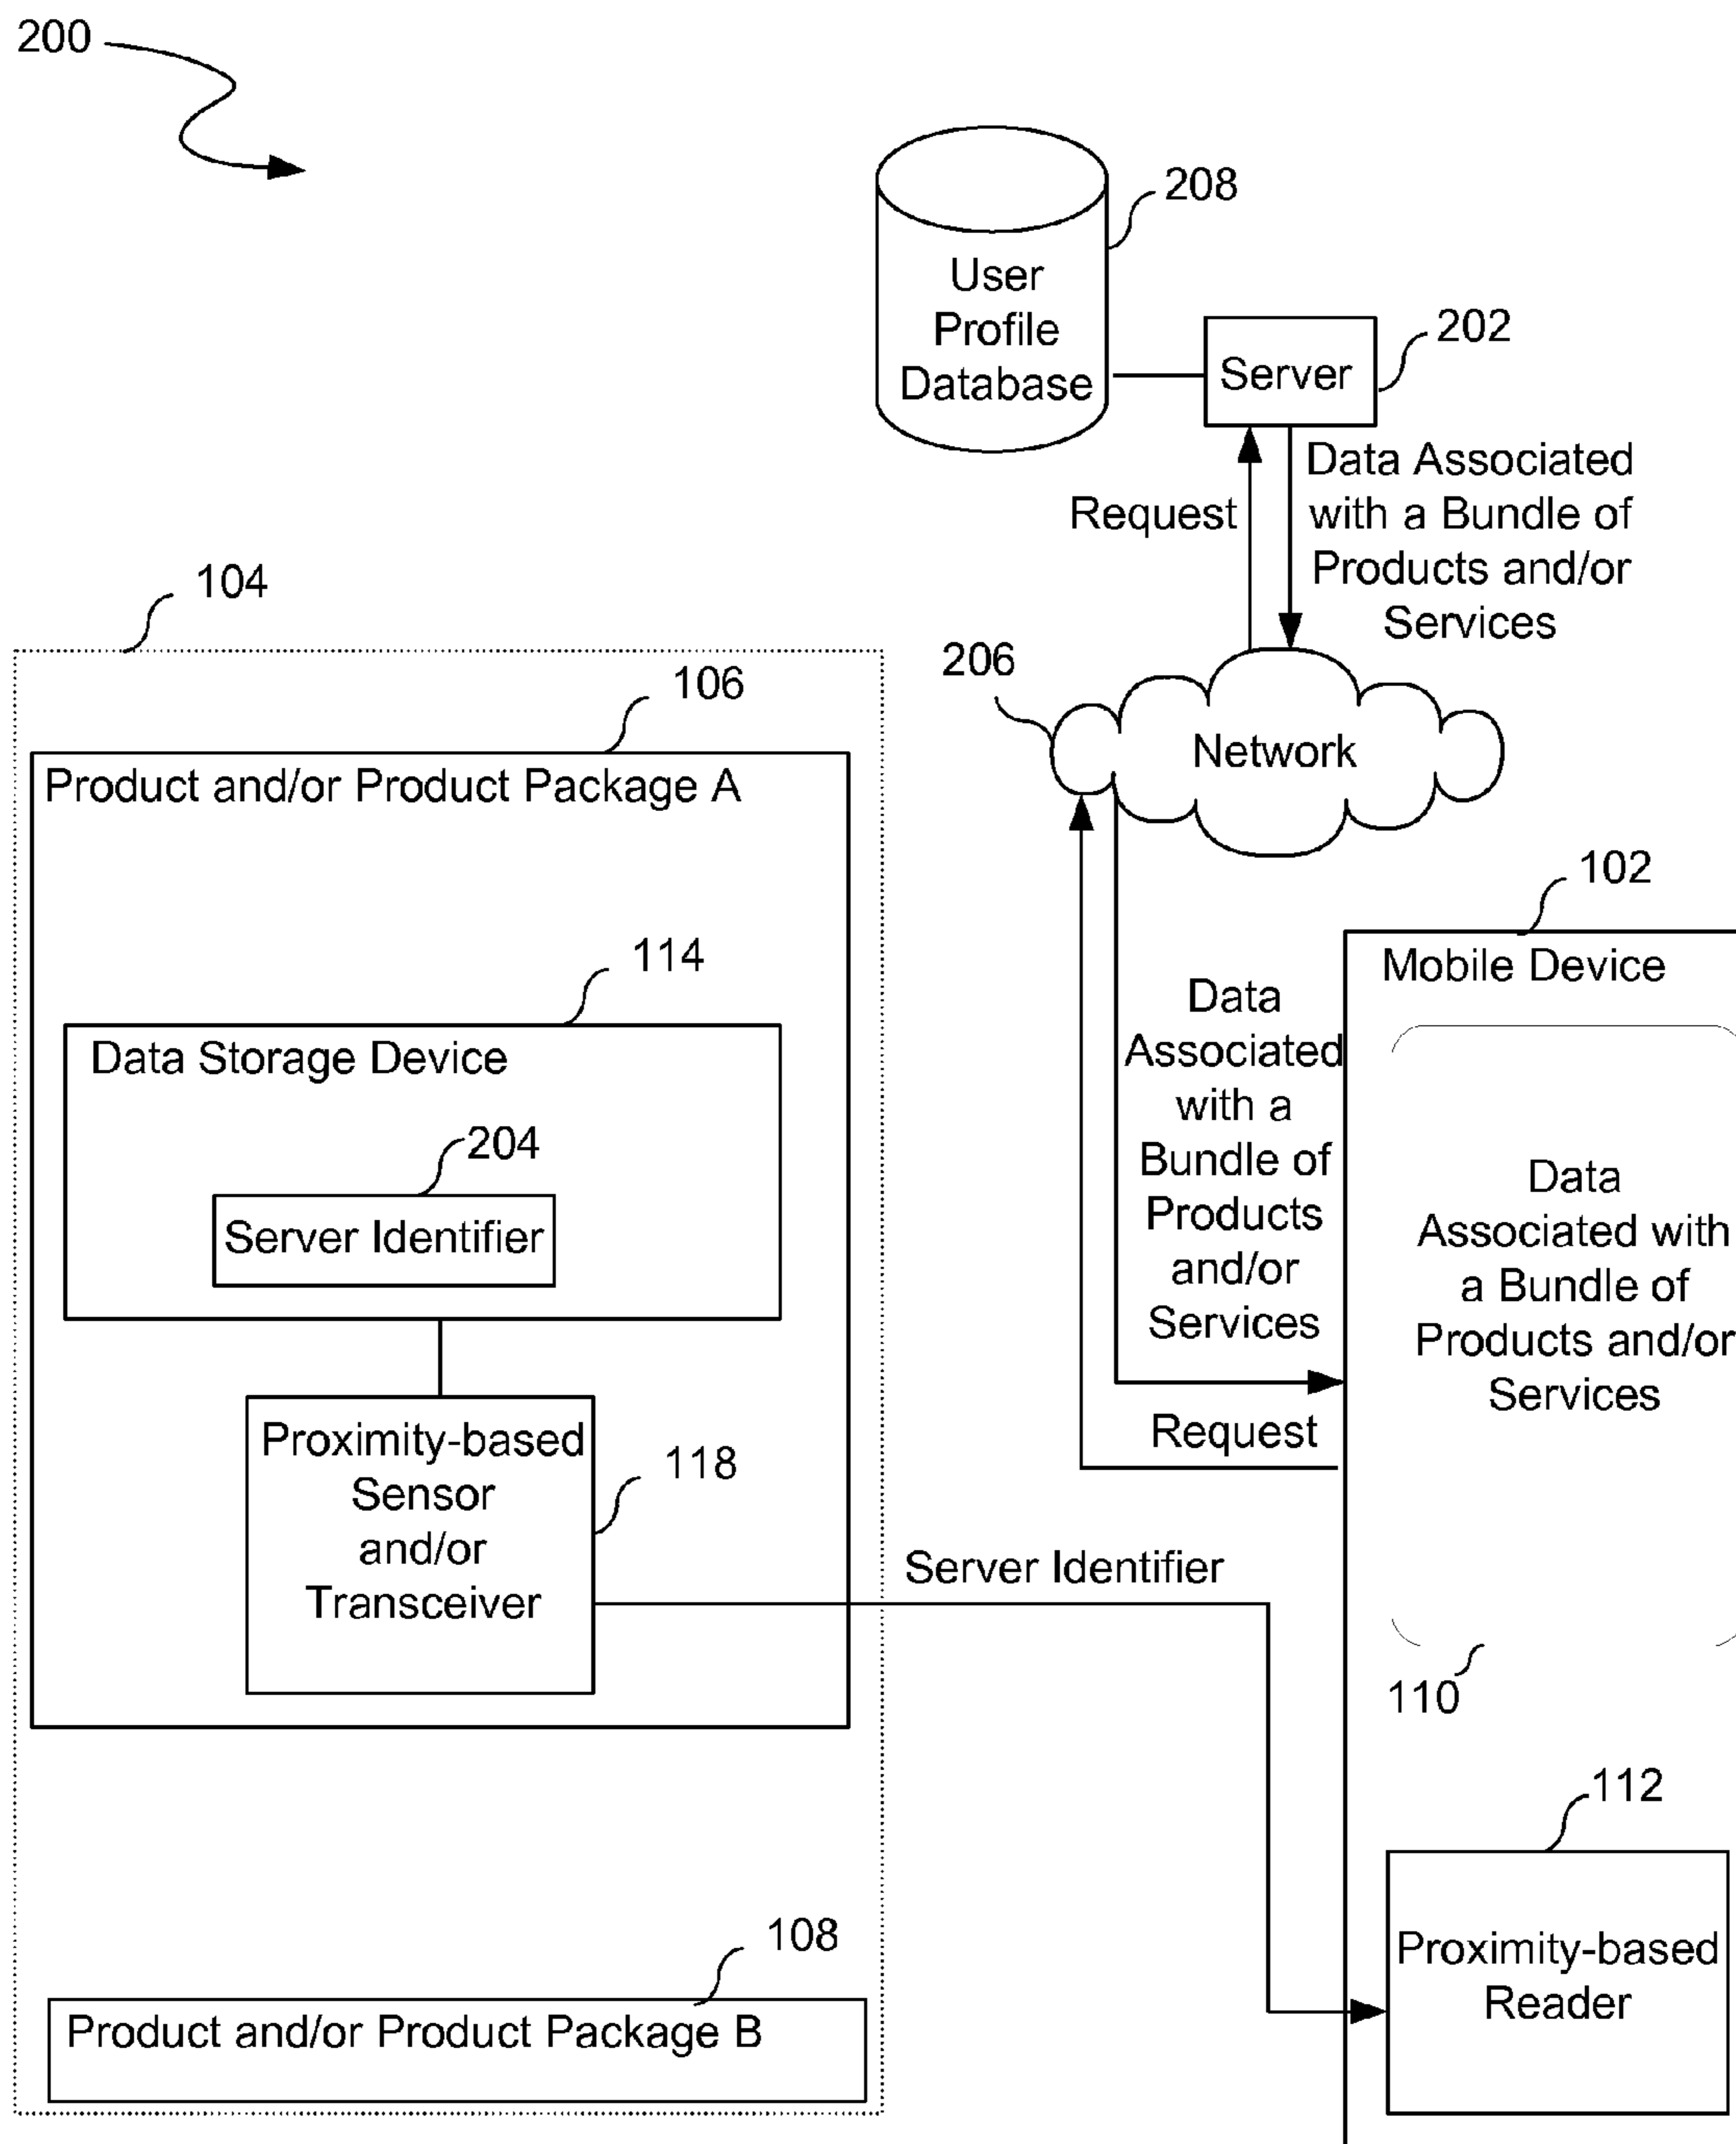 200
208
User
Profile
Database
202
Server
Request
Data Associated
with a Bundle of
Products and/or
Services
104
106
Product and/or Product Package A
206
Network
102
Mobile Device
114
Data Storage Device
204
Server Identifier
Data
Associated
with a
Bundle of
Products
and/or
Services
Request
Data
Associated with
a Bundle of
Products and/or
Services
110
Proximity-based
Sensor
and/or
Transceiver
118
Server Identifier
112
Proximity-based
Reader
108
Product and/or Product Package B